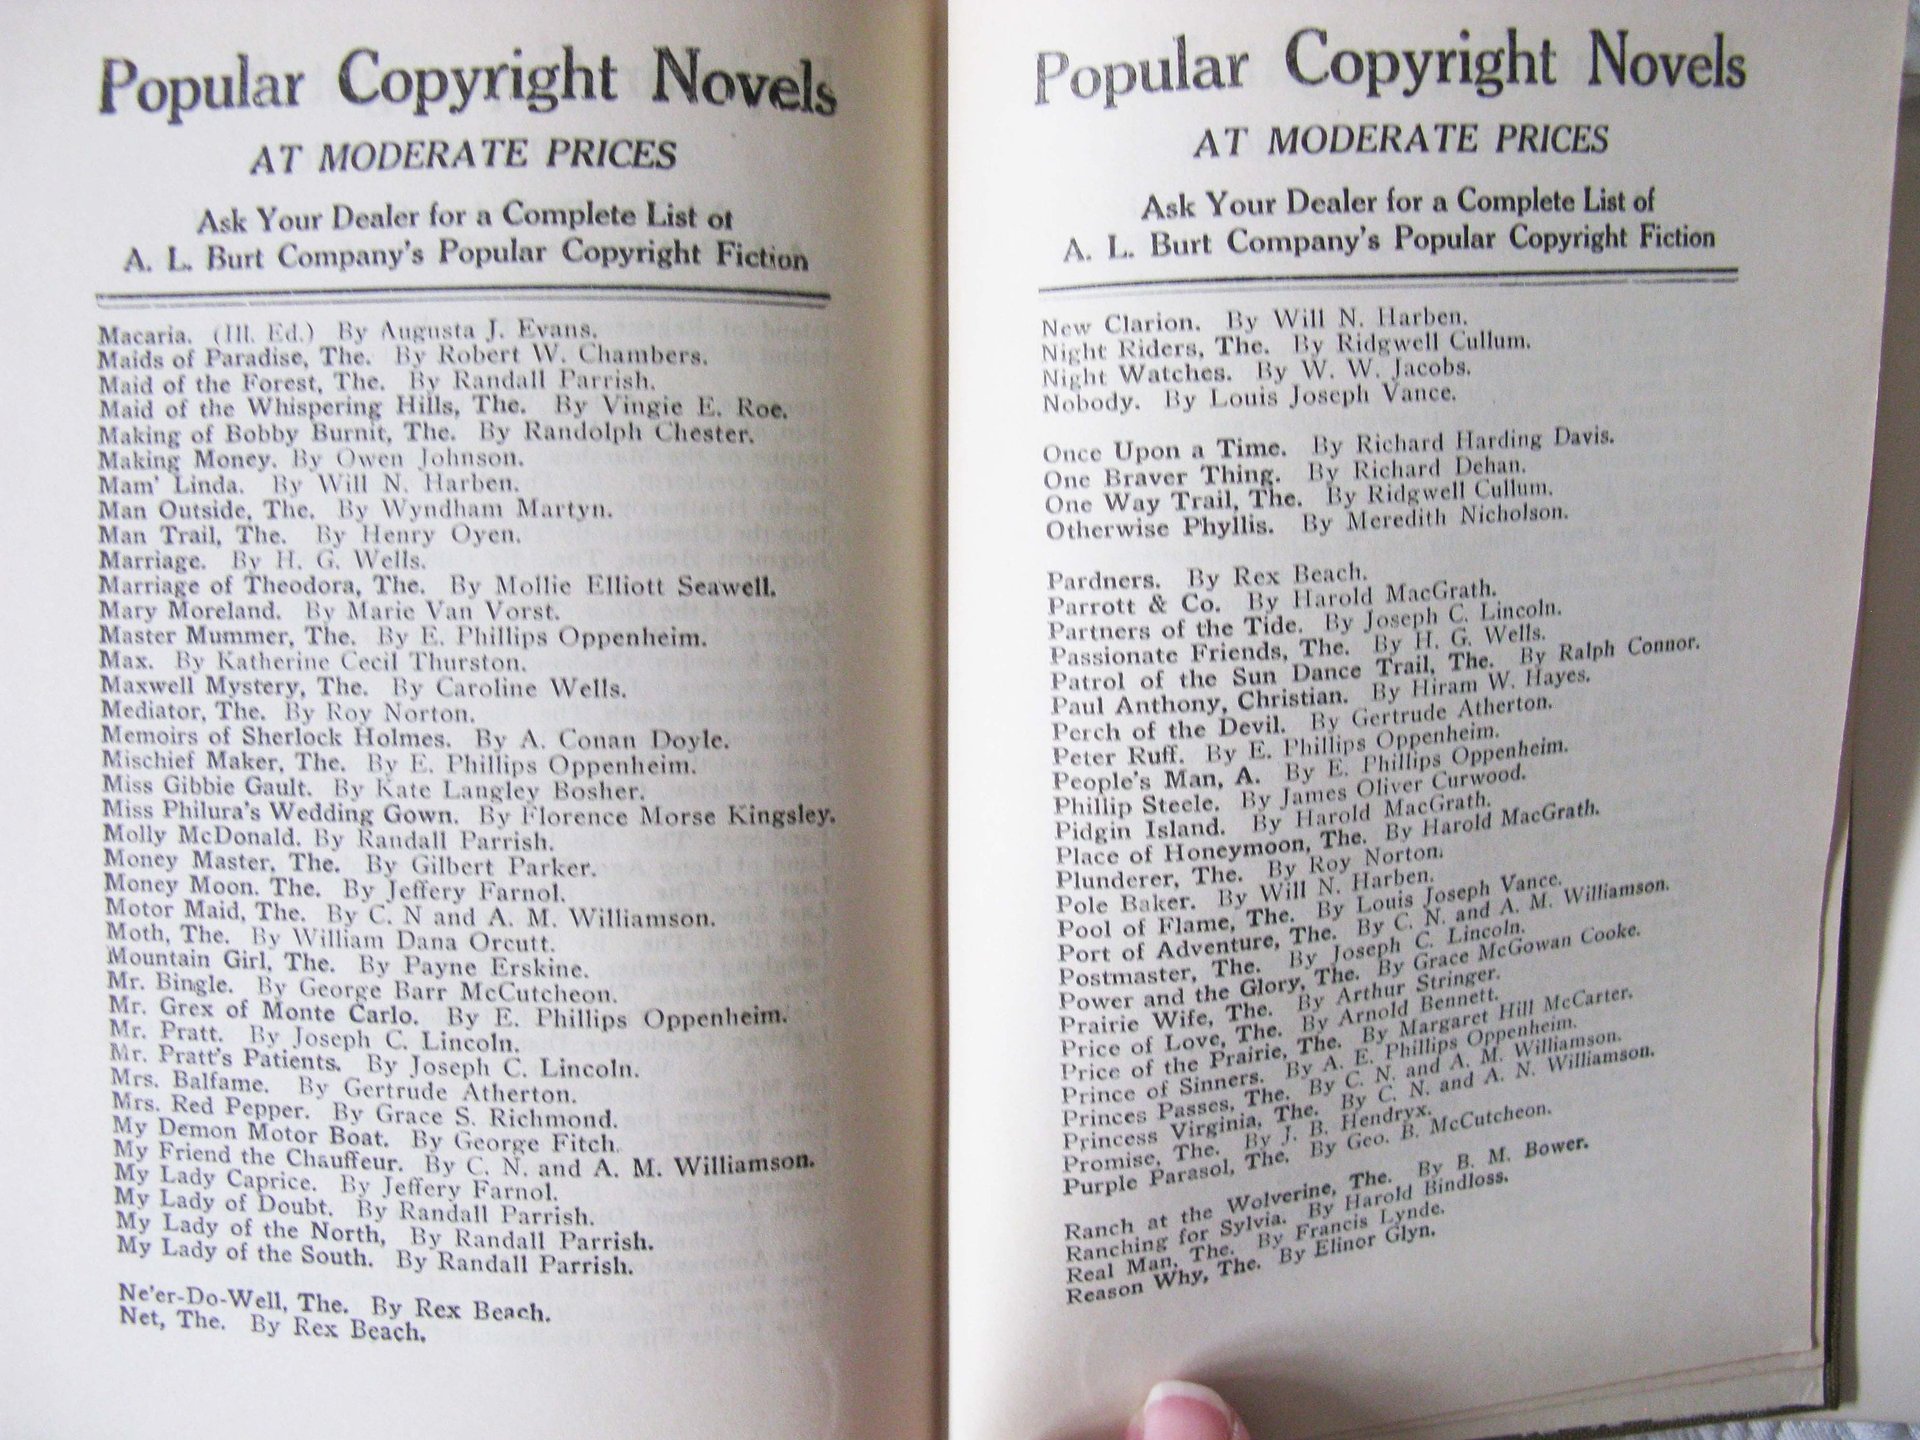 Popular Copyright Novels
AT MODERATE PRICES
Ask Your Dealer for a Complete List of
A. L. Burt Company's Popular Copyright Fiction
Macaria. (Ill. Ed.) By Augusta J. Evans.
Maids of Paradise, The. By Robert W. Chambers.
Maid of the Forest, The. By Randall Parrish.
Maid of the Whispering Hills, The. By Vingie E. Roe.
Making of Bobby Burnit, The. By Randolph Chester.
Making Money. By Owen Johnson.
Mam' Linda. By Will N. Harben.
Man Outside, The. By Wyndham Martyn.
Man Trail, The. By Henry Oyen.
Marriage. By H. G. Wells.
Marriage of Theodora, The. By Mollie Elliott Seawell.
Mary Moreland. By Marie Van Vorst.
Master Mummer, The. By E. Phillips Oppenheim.
Max. By Katherine Cecil Thurston.
Maxwell Mystery, The. By Caroline Wells.
Mediator, The. By Roy Norton.
Memoirs of Sherlock Holmes. By A. Conan Doyle.
Mischief Maker, The. By E. Phillips Oppenheim.
Miss Gibbie Gault. By Kate Langley Bosher.
Miss Philura's Wedding Gown. By Florence Morse Kingsley.
Molly McDonald. By Randall Parrish.
Money Master, The. By Gilbert Parker.
Money Moon. The. By Jeffery Farnol.
Motor Maid, The. By C. N and A. M. Williamson.
Moth, The. By William Dana Orcutt.
Mountain Girl, The. By Payne Erskine.
Mr. Bingle. By George Barr McCutcheon.
Mr. Grex of Monte Carlo. By E. Phillips Oppenheim.
Mr. Pratt. By Joseph C. Lincoln.
Mr. Pratt's Patients. By Joseph C. Lincoln.
Mrs. Balfame. By Gertrude Atherton.
Mrs. Red Pepper. By Grace S. Richmond.
My Demon Motor Boat. By George Fitch.
My Friend the Chauffeur. By C. N. and A. M. Williamson.
My Lady Caprice. By Jeffery Farnol.
My Lady of Doubt. By Randall Parrish.
My Lady of the North, By Randall Parrish.
My Lady of the South. By Randall Parrish.
Ne'er-Do-Well, The. By Rex Beach.
Net, The. By Rex Beach.
Popular Copyright Novels
AT MODERATE PRICES
Ask Your Dealer for a Complete List of
A. L. Burt Company's Popular Copyright Fiction
New Clarion. By Will N. Harben.
Night Riders, The. By Ridgwell Cullum.
Night Watches. By W. W. Jacobs.
Nobody. By Louis Joseph Vance.
Once Upon a Time. By Richard Harding Davis.
One Braver Thing. By Richard Dehan.
One Way Trail, The. By Ridgwell Cullum.
Otherwise Phyllis. By Meredith Nicholson.
Pardners. By Rex Beach.
Parrott & Co. By Harold MacGrath.
Partners of the Tide. By Joseph C. Lincoln.
Passionate Friends, The. By H. G. Wells.
Patrol of the Sun Dance Trail, The. By Ralph Connor.
Paul Anthony, Christian. By Hiram W. Hayes.
Perch of the Devil. By Gertrude Atherton.
Peter Ruff. By E. Phillips Oppenheim.
People's Man, A. By E. Phillips Oppenheim.
Phillip Steele. By James Oliver Curwood.
Pidgin Island. By Harold MacGrath.
Place of Honeymoon, The. By Harold MacGrath.
Plunderer, The. By Roy Norton.
Pole Baker. By Will N. Harben.
Pool of Flame, The. By Louis Joseph Vance.
Port of Adventure, The. By C. N. and A. M. Williamson.
Postmaster, The. By Joseph C. Lincoln.
Power and the Glory, The. By Grace McGowan Cooke.
Prairie Wife, The. By Arthur Stringer.
Price of Love, The. By Arnold Bennett.
Price of the Prairie, The. By Margaret Hill McCarter.
Prince of Sinners. By A. E. Phillips Oppenheim.
Princes Passes, The. By C. N. and A. M. Williamson.
Princess Virginia, The. By C. N. and A. N. Williamson.
Promise, The. By J. B. Hendryx.
Purple Parasol, The. By Geo. B. McCutcheon.
Ranch at the Wolverine, The. By B. M. Bower.
Ranching for Sylvia. By Harold Bindloss.
Real Man, The. By Francis Lynde.
Reason Why, The. By Elinor Glyn.